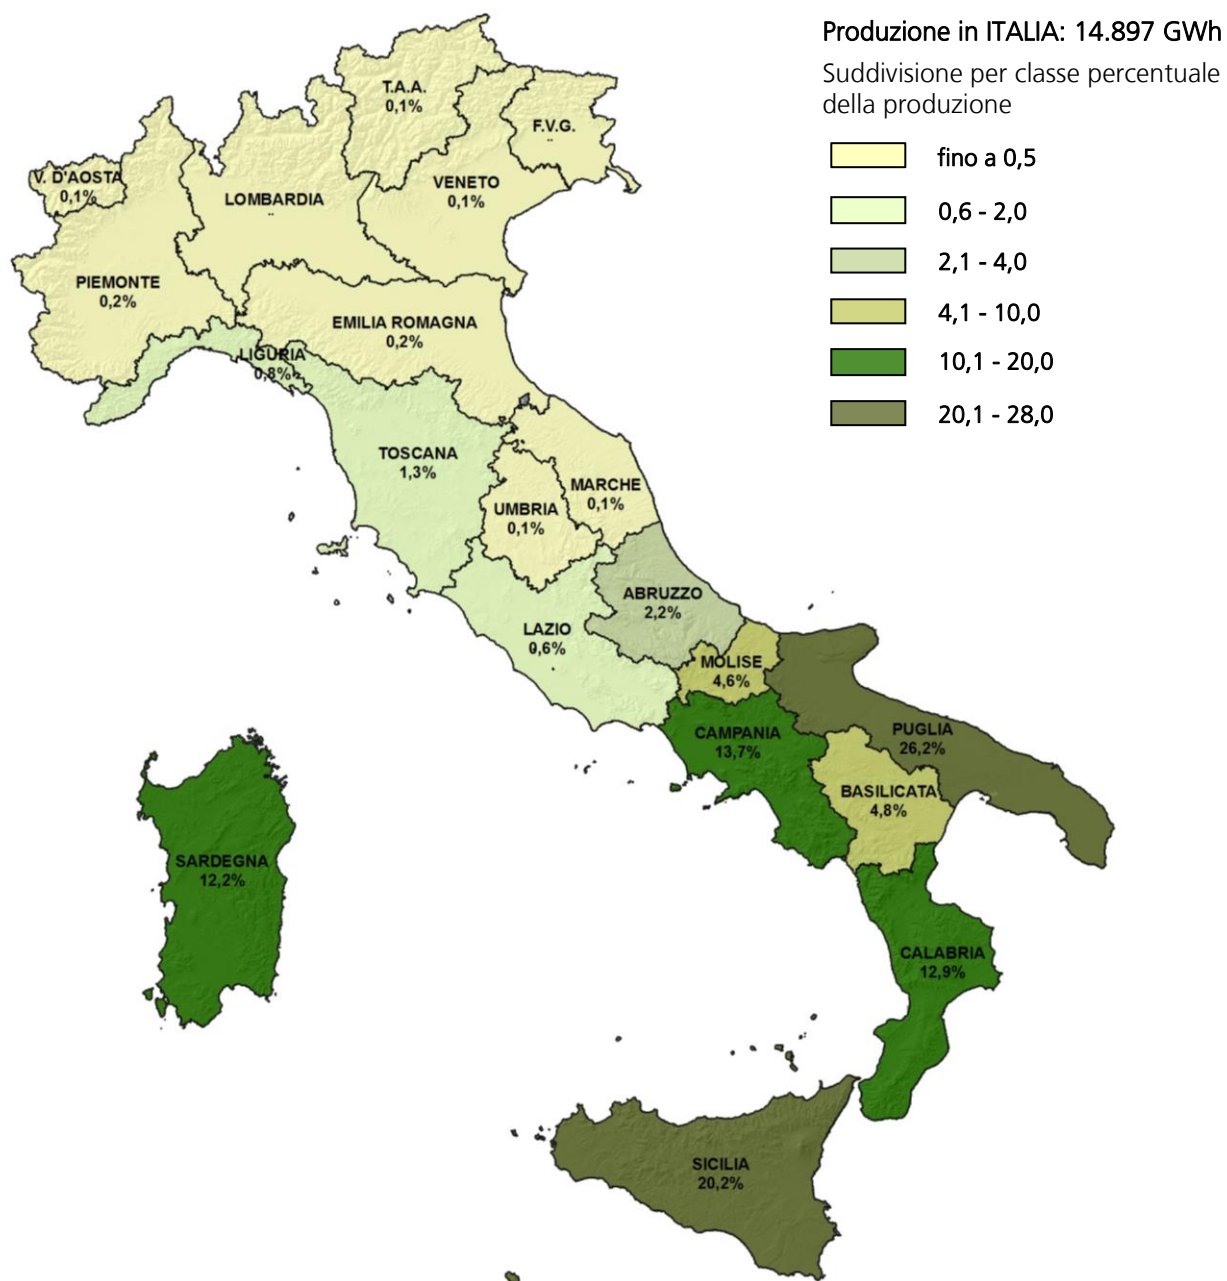 Produzione in ITALIA: 14.897 GWh
Suddivisione per classe percentuale
della produzione
fino a 0,5
0,6 - 2,0
2,1 - 4,0
4,1 - 10,0
10,1 - 20,0
20,1 - 28,0
T.A.A.
0,1%
F.V.G.
..
V. D'AOSTA
0,1%
LOMBARDIA
..
VENETO
0,1%
PIEMONTE
0,2%
EMILIA ROMAGNA
0,2%
LIGURIA
0,8%
TOSCANA
1,3%
MARCHE
0,1%
UMBRIA
0,1%
ABRUZZO
2,2%
LAZIO
0,6%
MOLISE
4,6%
CAMPANIA
13,7%
PUGLIA
26,2%
BASILICATA
4,8%
SARDEGNA
12,2%
CALABRIA
12,9%
SICILIA
20,2%